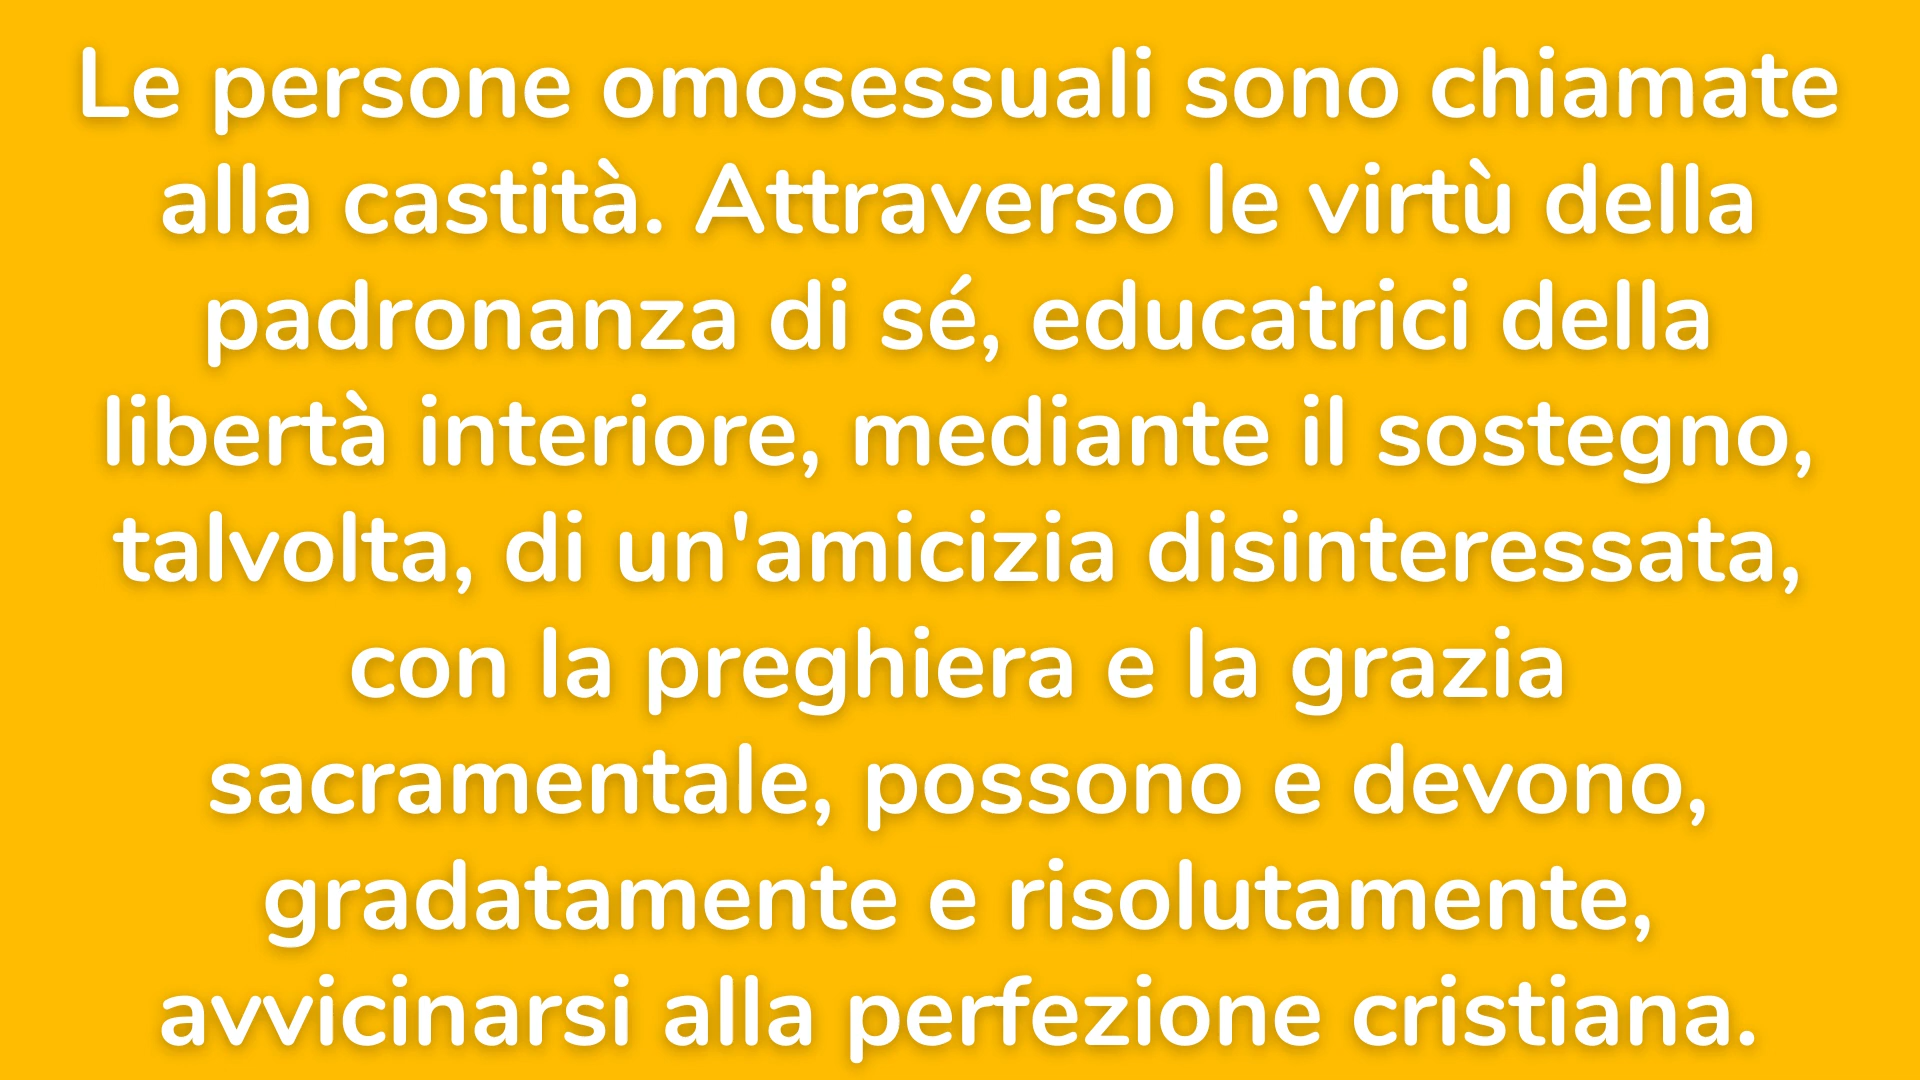 Le persone omosessuali sono chiamate
alla castità. Attraverso le virtù della
padronanza di sé, educatrici della
libertà interiore, mediante il sostegno,
talvolta, di un'amicizia disinteressata,
con la preghiera e la grazia
sacramentale, possono e devono,
gradatamente e risolutamente,
avvicinarsi alla perfezione cristiana.